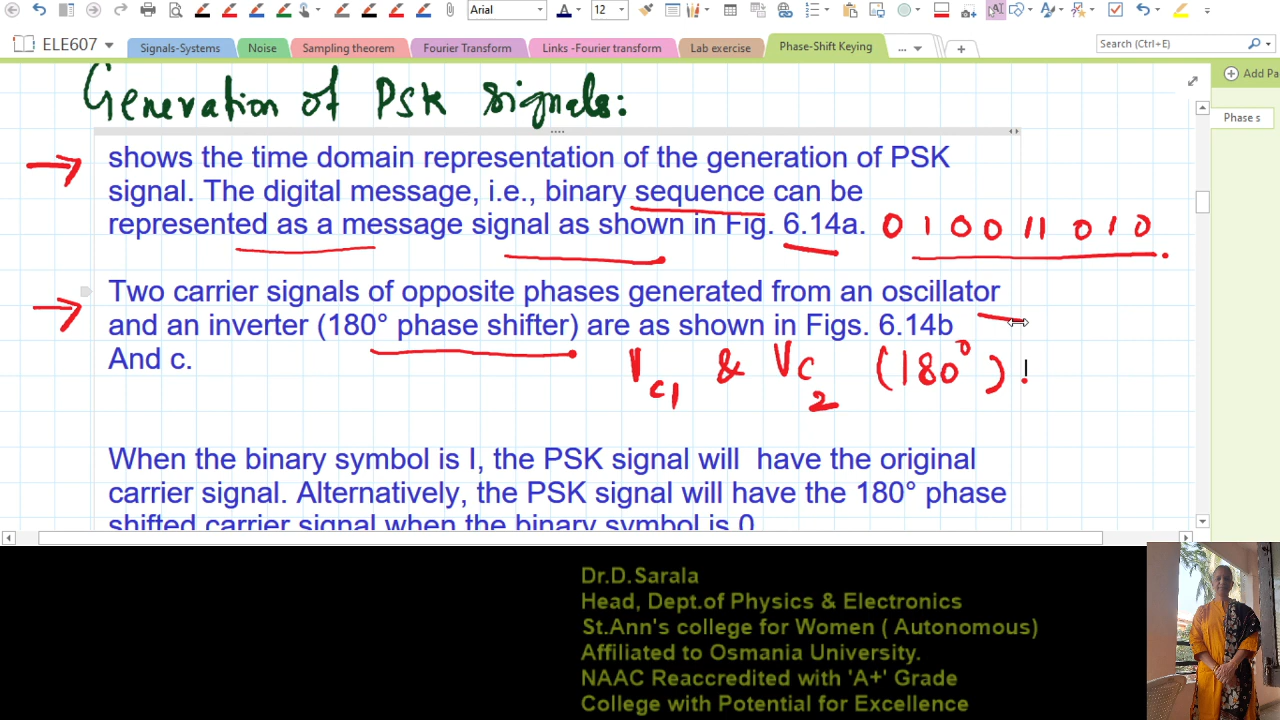 Arial
12
ELE607
Signals-Systems
Noise
Sampling theorem
Fourier Transform
Links -Fourier transform
Lab exercise
Phase-Shift Keying
...
Search (Ctrl+E)
Add Pa
Phase s
Generation of PSK signals:
shows the time domain representation of the generation of PSK
signal. The digital message, i.e., binary sequence can be
represented as a message signal as shown in Fig. 6.14a. 0 1 0 0 1 1 0 1 0
Two carrier signals of opposite phases generated from an oscillator
and an inverter (180° phase shifter) are as shown in Figs. 6.14b
And c.
Vc1 & Vc2 (180°)
When the binary symbol is I, the PSK signal will have the original
carrier signal. Alternatively, the PSK signal will have the 180° phase
shifted carrier signal when the binary symbol is 0
Dr.D.Sarala
Head, Dept.of Physics & Electronics
St.Ann's college for Women ( Autonomous)
Affiliated to Osmania University.
NAAC Reaccredited with 'A+' Grade
College with Potential for Excellence